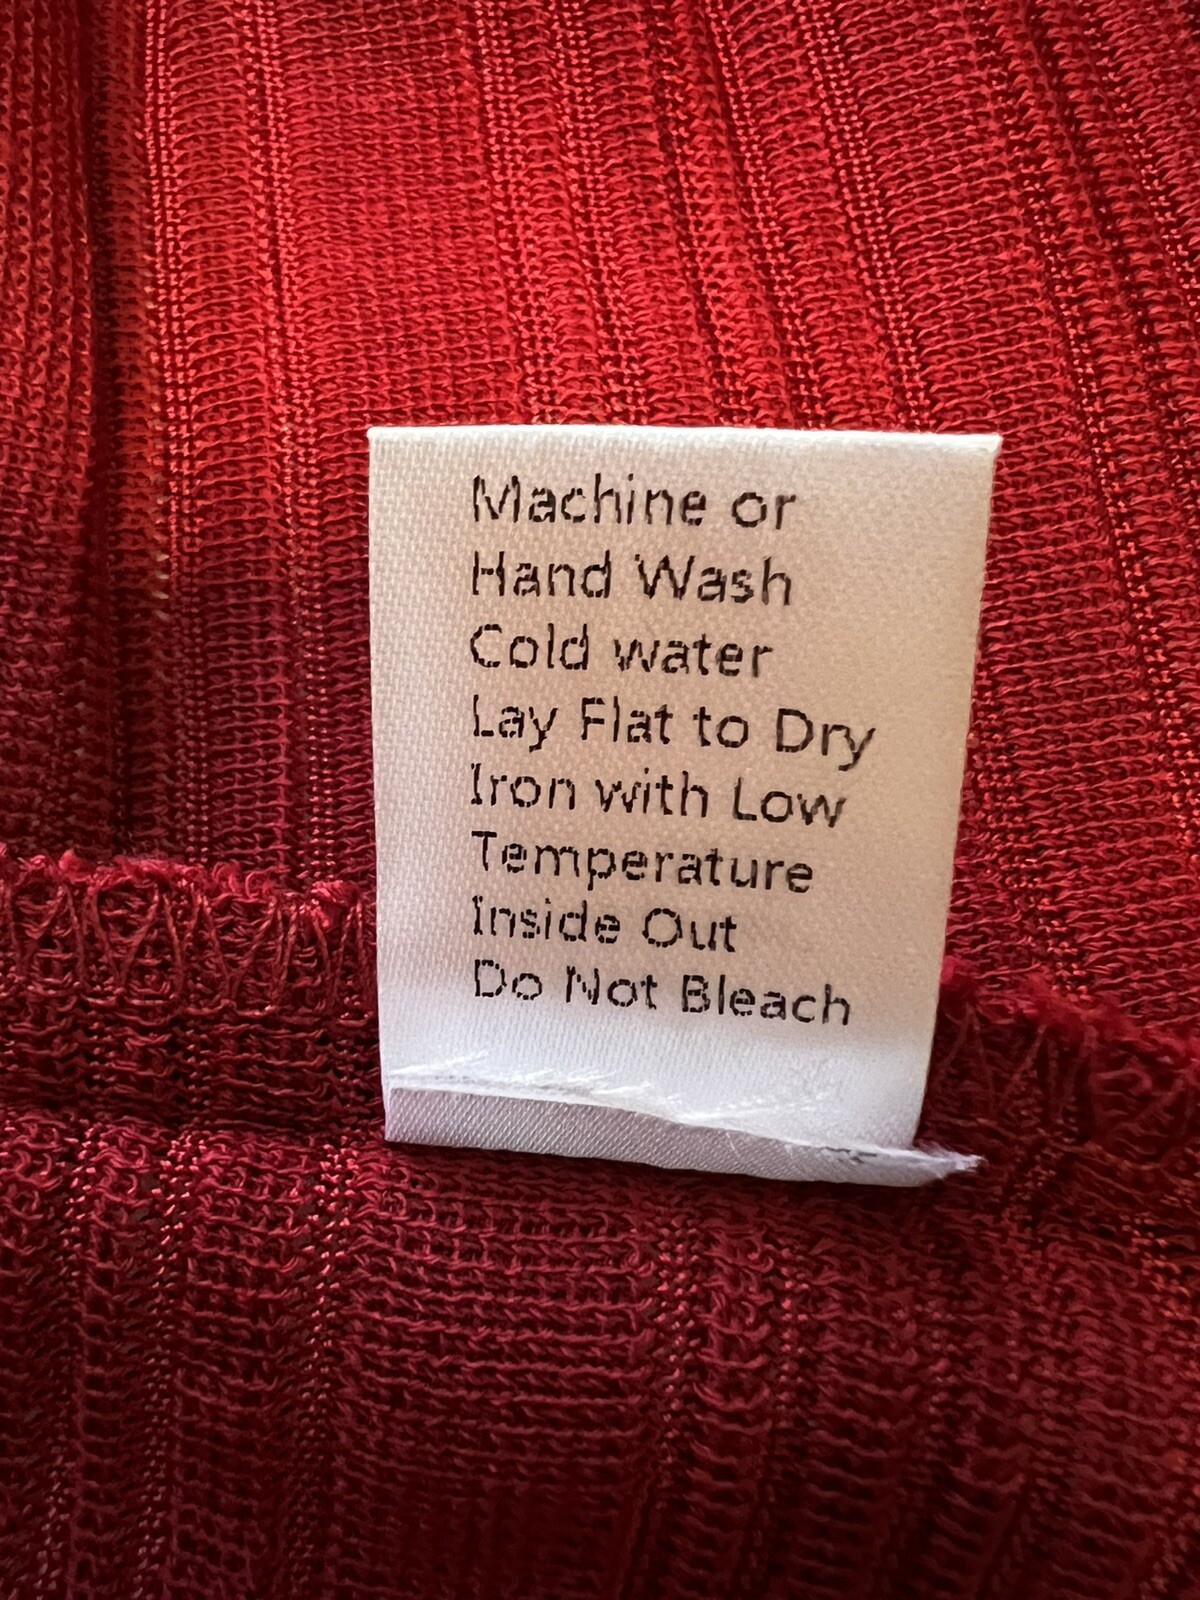 Machine or
Hand Wash
Cold water
Lay Flat to Dry
Iron with Low
Temperature
Inside Out
Do Not Bleach